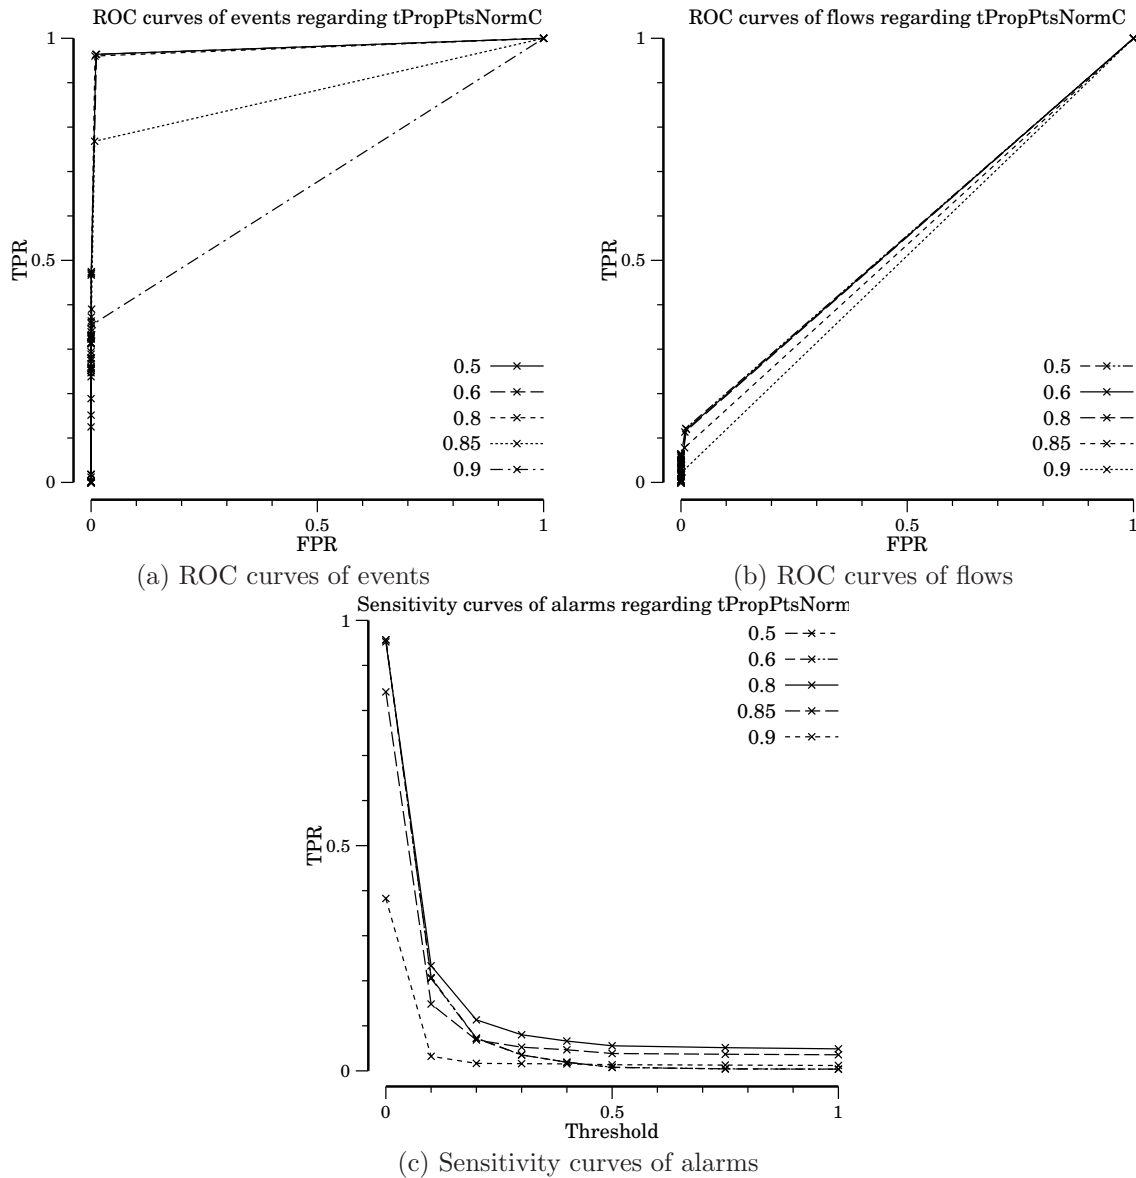 ROC curves of events regarding tPropPtsNormC
1
0.5
0
TPR
0.5
0.6
0.8
0.85
0.9
0
0.5
1
FPR
(a) ROC curves of events
ROC curves of flows regarding tPropPtsNormC
1
0.5
0
TPR
0.5
0.6
0.8
0.85
0.9
0
0.5
1
FPR
(b) ROC curves of flows
Sensitivity curves of alarms regarding tPropPtsNorm
1
0.5
0
TPR
0.5
0.6
0.8
0.85
0.9
0
0.5
1
Threshold
(c) Sensitivity curves of alarms